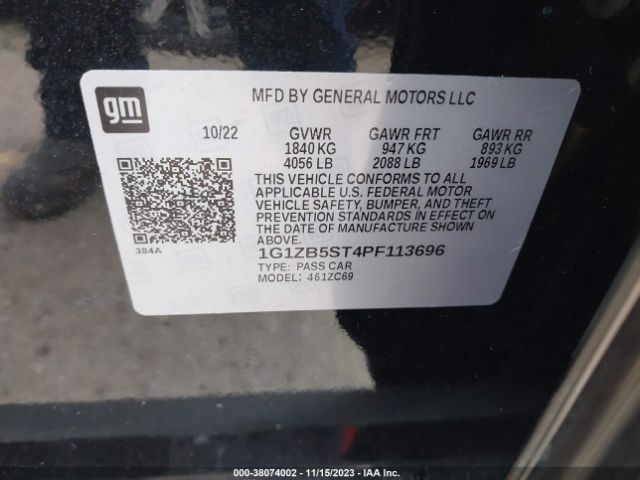 gm
MFD BY GENERAL MOTORS LLC
10/22 GVWR GAWR FRT GAWR RR
1840 KG 947 KG 893 KG
4056 LB 2088 LB 1969 LB
THIS VEHICLE CONFORMS TO ALL
APPLICABLE U.S. FEDERAL MOTOR
VEHICLE SAFETY, BUMPER, AND THEFT
PREVENTION STANDARDS IN EFFECT ON
THE DATE OF MANUFACTURE SHOWN ABOVE.
384A
1G1ZB5ST4PF113696
TYPE: PASS CAR
MODEL: 461ZC69
000-38074002 - 11/15/2023 - IAA Inc.